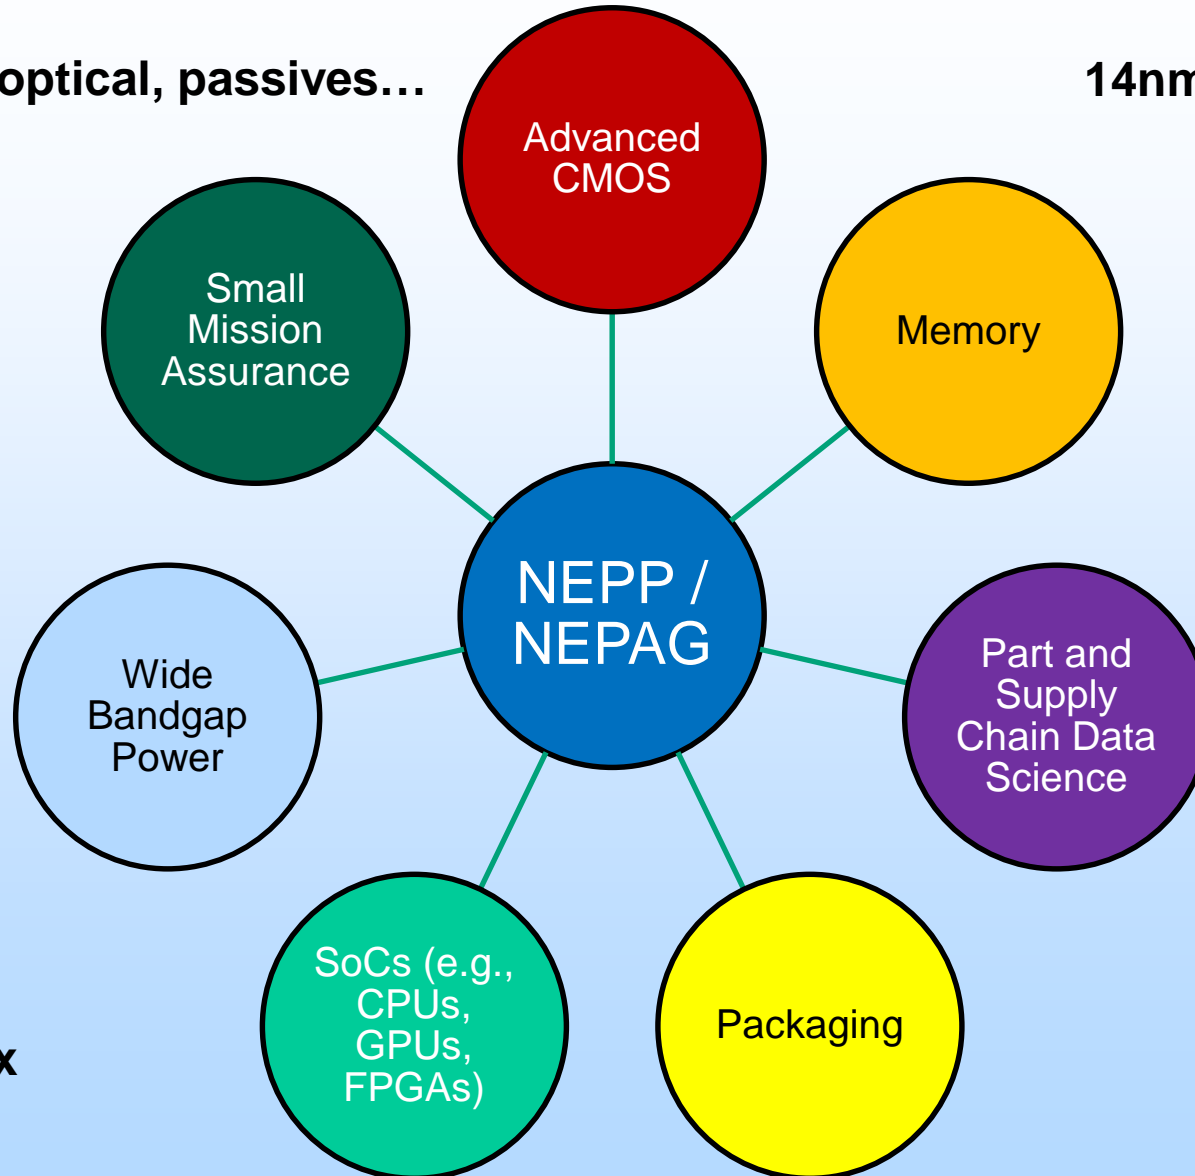 optical, passives…
14nm
Advanced
CMOS
Small
Mission
Assurance
Memory
NEPP /
NEPAG
Wide
Bandgap
Power
Part and
Supply
Chain Data
Science
SoCs (e.g.,
CPUs,
GPUs,
FPGAs)
Packaging
x